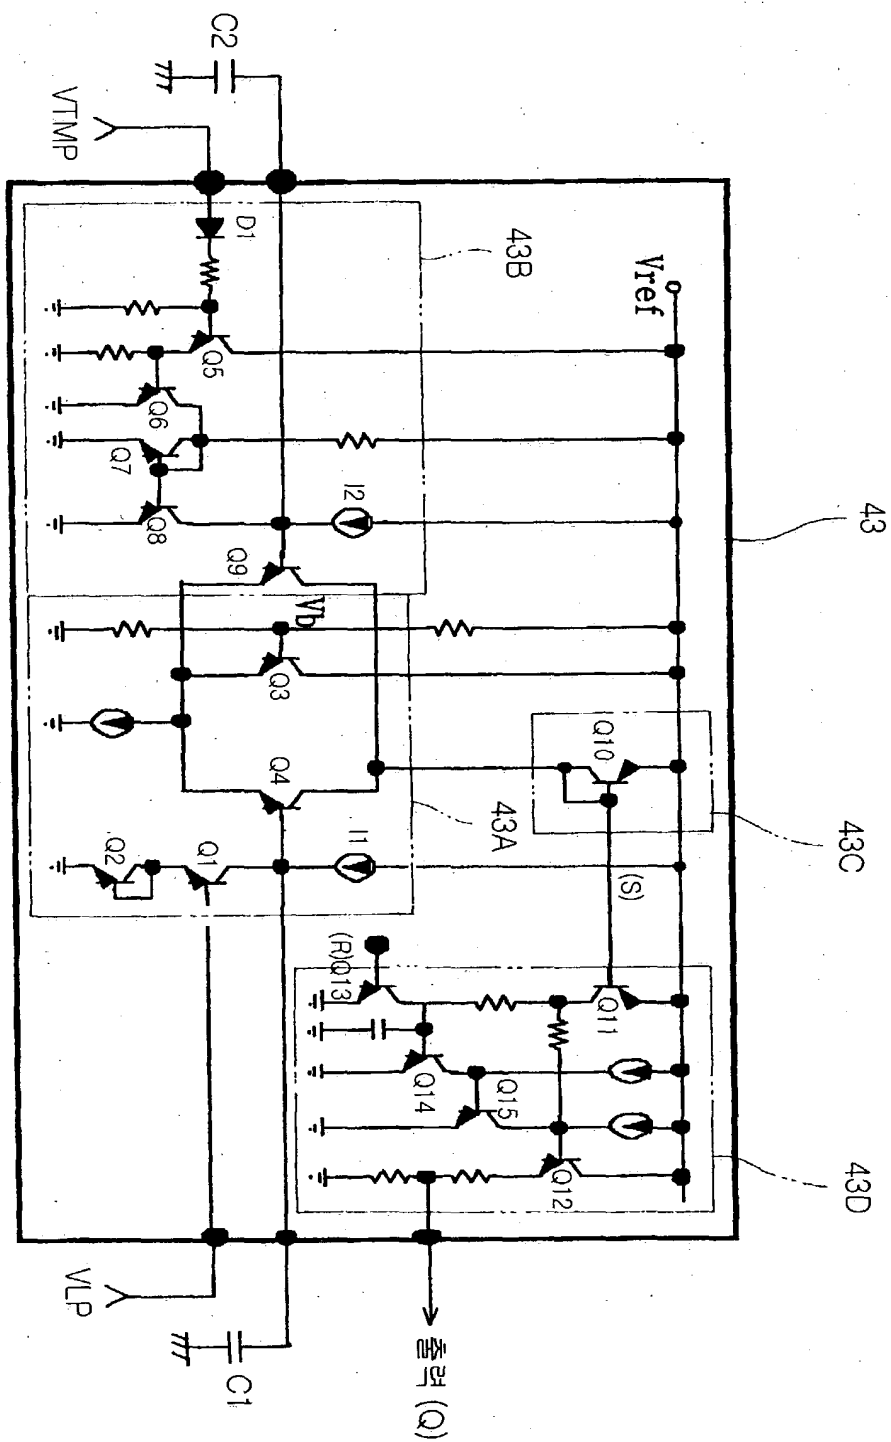 43
43B
43A
43C
43D
Vref
C2
VTMP
D1
Q5
Q6
Q7
Q8
I2
Q9
Vb
Q3
Q4
Q10
I1
Q1
Q2
(S)
(R)Q13
Q11
Q14
Q15
Q12
VLP
C1
출력 (Q)